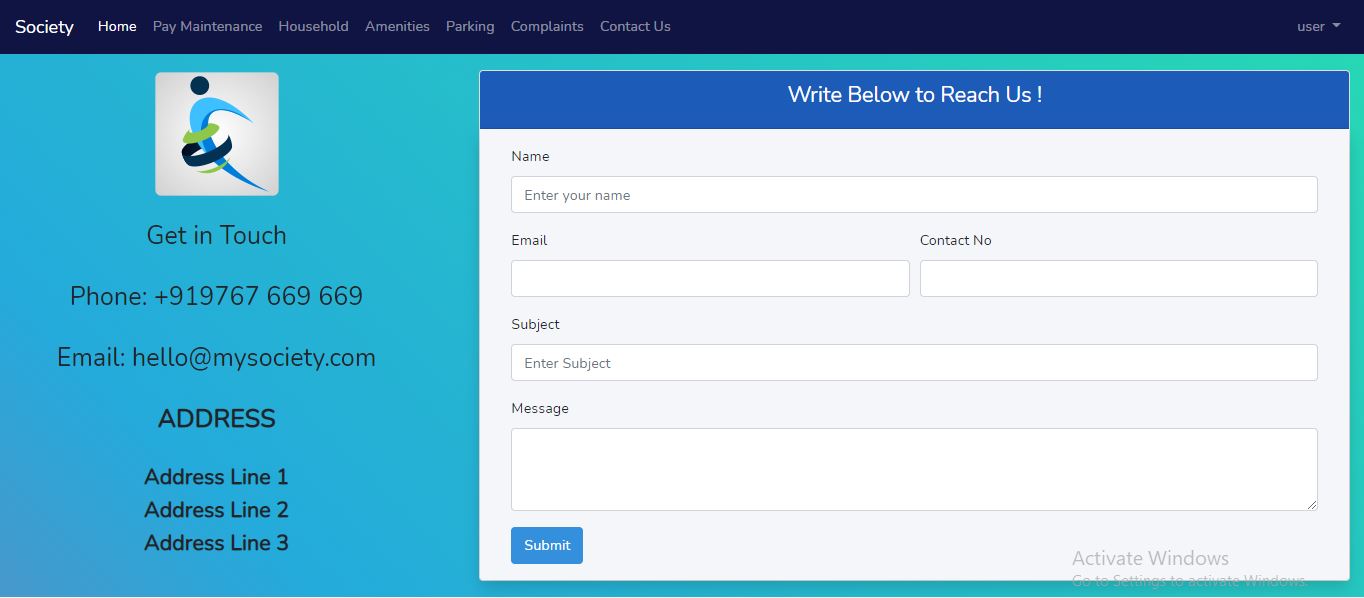 Society Home Pay Maintenance Household Amenities Parking Complaints Contact Us user
Get in Touch
Phone: +919767 669 669
Email: hello@mysociety.com
ADDRESS
Address Line 1
Address Line 2
Address Line 3
Write Below to Reach Us !
Name
Enter your name
Email Contact No
Subject
Enter Subject
Message
Submit
Activate Windows
Go to Settings to activate Windows.